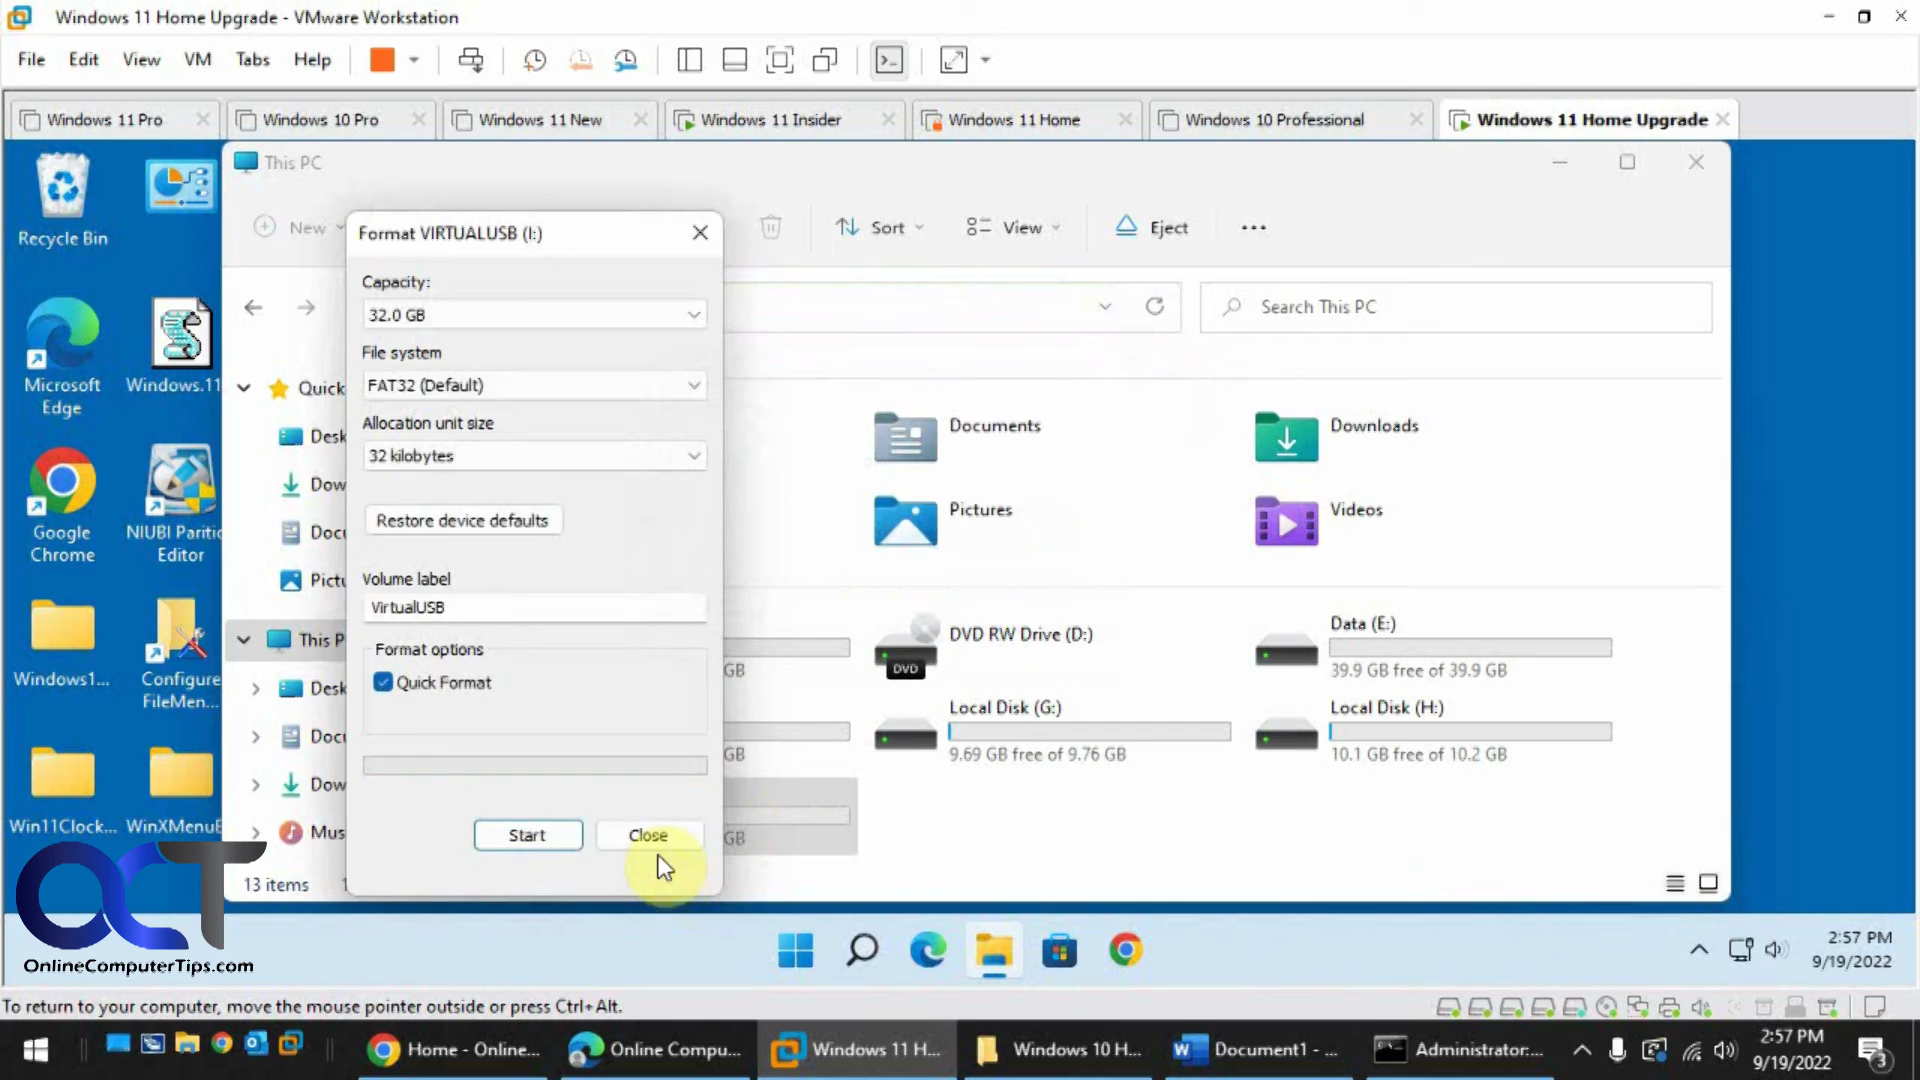 Windows 11 Home Upgrade - VMware Workstation
File Edit View VM Tabs Help
Windows 11 Pro
Windows 10 Pro
Windows 11 New
Windows 11 Insider
Windows 11 Home
Windows 10 Professional
Windows 11 Home Upgrade
This PC
New
Sort
View
Eject
Search This PC
Recycle Bin
Microsoft Edge
Windows.11
Google Chrome
NIUBI Partitic
Editor
Windows1...
Configure
FileMen...
Win11Clock...
WinXMenuE
Quick
Desk
Dow
Docu
Pictu
This P
Desk
Docu
Dow
Mus
13 items
Format VIRTUALUSB (I:)
Capacity:
32.0 GB
File system
FAT32 (Default)
Allocation unit size
32 kilobytes
Restore device defaults
Volume label
VirtualUSB
Format options
Quick Format
Start
Close
Documents
Downloads
Pictures
Videos
GB
DVD RW Drive (D:)
DVD
Data (E:)
39.9 GB free of 39.9 GB
GB
Local Disk (G:)
9.69 GB free of 9.76 GB
Local Disk (H:)
10.1 GB free of 10.2 GB
GB
OCT
OnlineComputerTips.com
2:57 PM
9/19/2022
To return to your computer, move the mouse pointer outside or press Ctrl+Alt.
Home - Online...
Online Compu...
Windows 11 H...
Windows 10 H...
Document1 - ...
Administrator:...
2:57 PM
9/19/2022
3